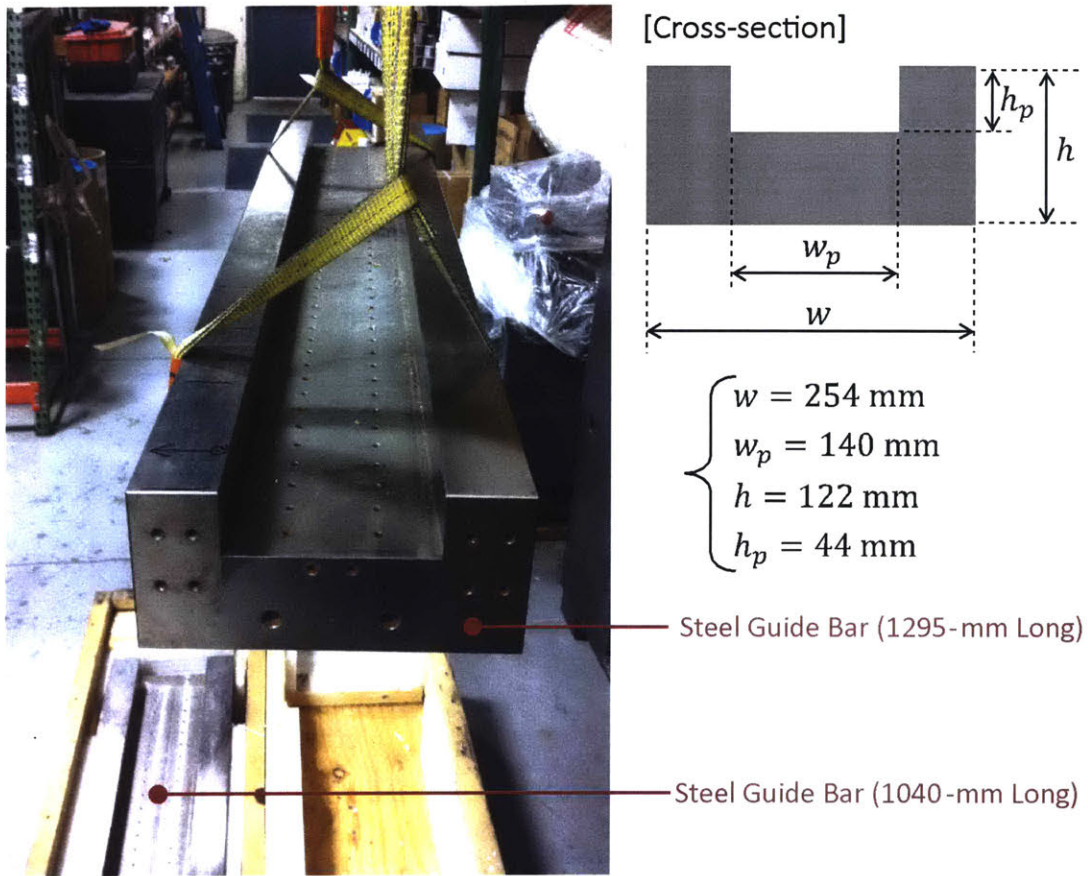 [Cross-section]
h_p
h
w_p
w
w = 254 mm
w_p = 140 mm
h = 122 mm
h_p = 44 mm
Steel Guide Bar (1295-mm Long)
Steel Guide Bar (1040-mm Long)